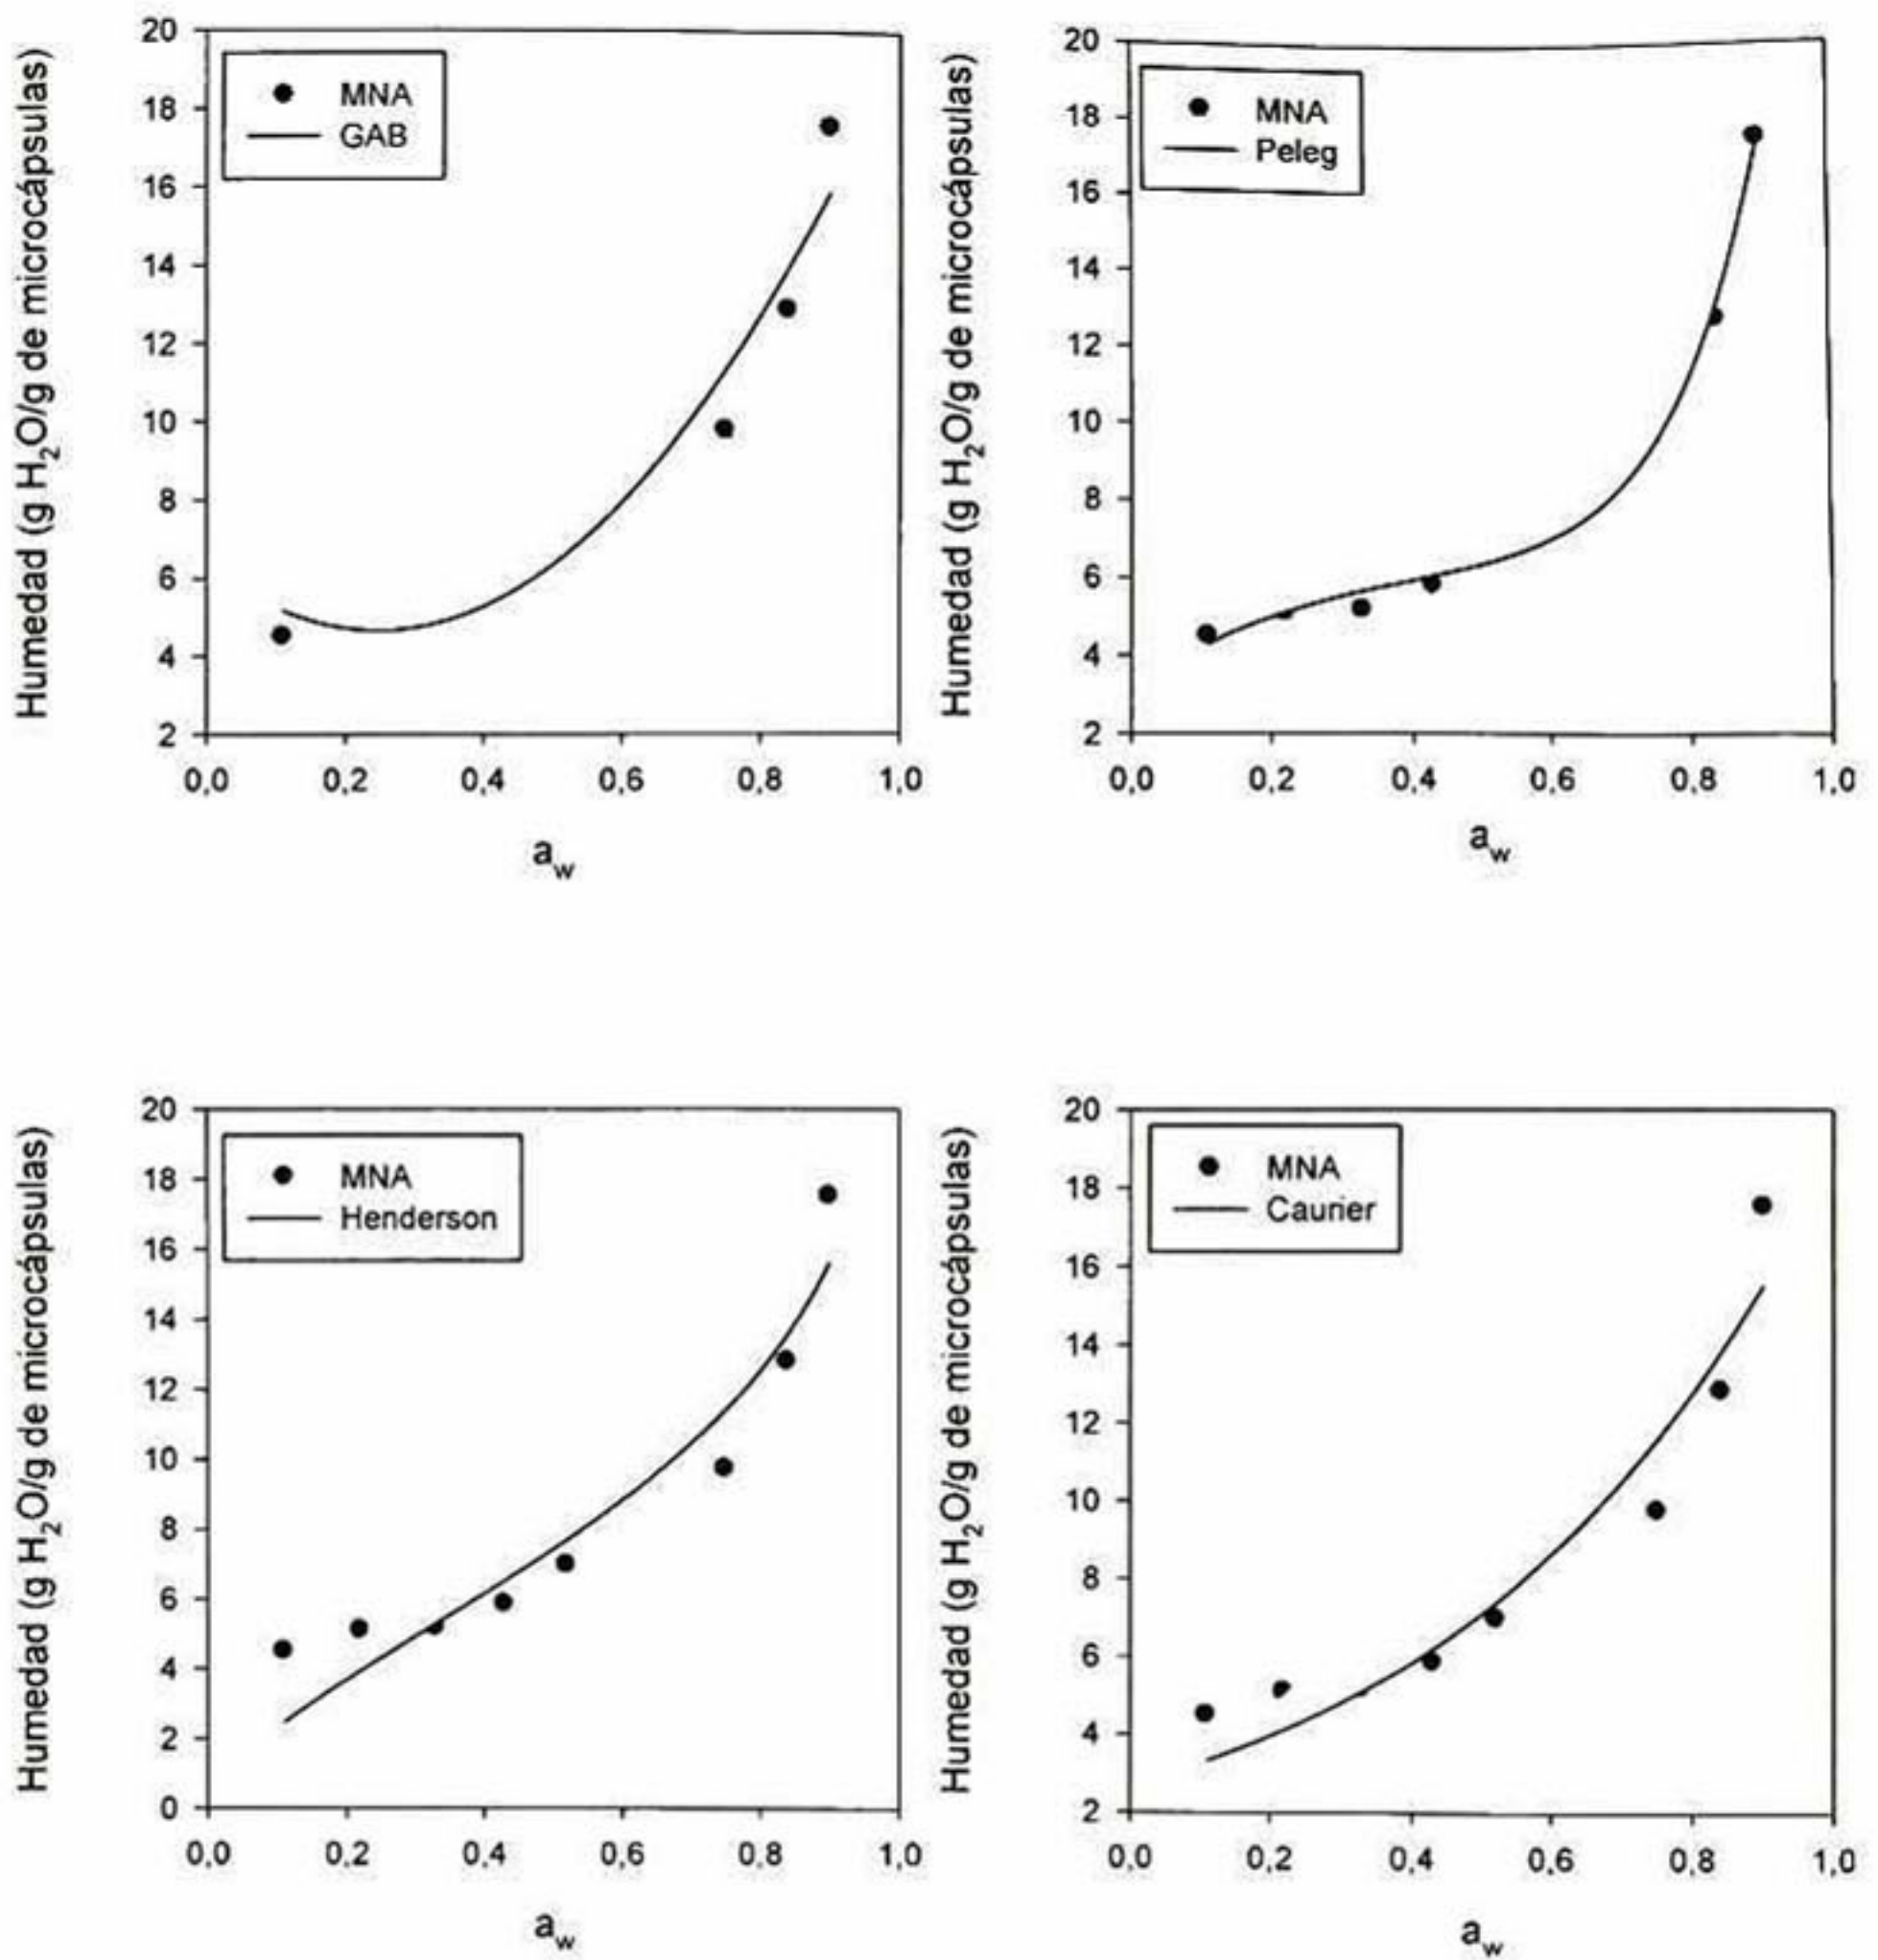 Humedad (g H₂O/g de microcápsulas)
20
18
16
14
12
10
8
6
4
2
MNA
GAB
0,0 0,2 0,4 0,6 0,8 1,0
a_w
Humedad (g H₂O/g de microcápsulas)
20
18
16
14
12
10
8
6
4
2
MNA
Peleg
0,0 0,2 0,4 0,6 0,8 1,0
a_w
Humedad (g H₂O/g de microcápsulas)
20
18
16
14
12
10
8
6
4
2
0
MNA
Henderson
0,0 0,2 0,4 0,6 0,8 1,0
a_w
Humedad (g H₂O/g de microcápsulas)
20
18
16
14
12
10
8
6
4
2
MNA
Caurier
0,0 0,2 0,4 0,6 0,8 1,0
a_w